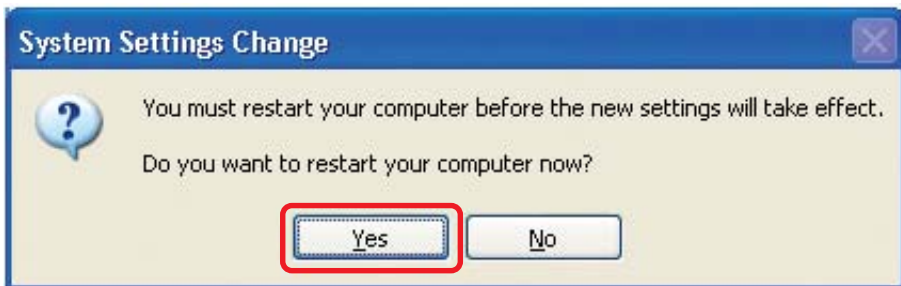 System Settings Change
You must restart your computer before the new settings will take effect.
Do you want to restart your computer now?
Yes No